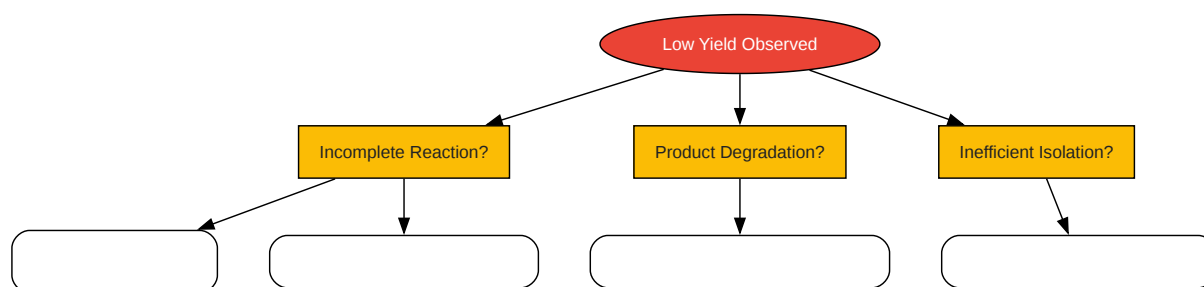 Low Yield Observed
Incomplete Reaction?
Product Degradation?
Inefficient Isolation?